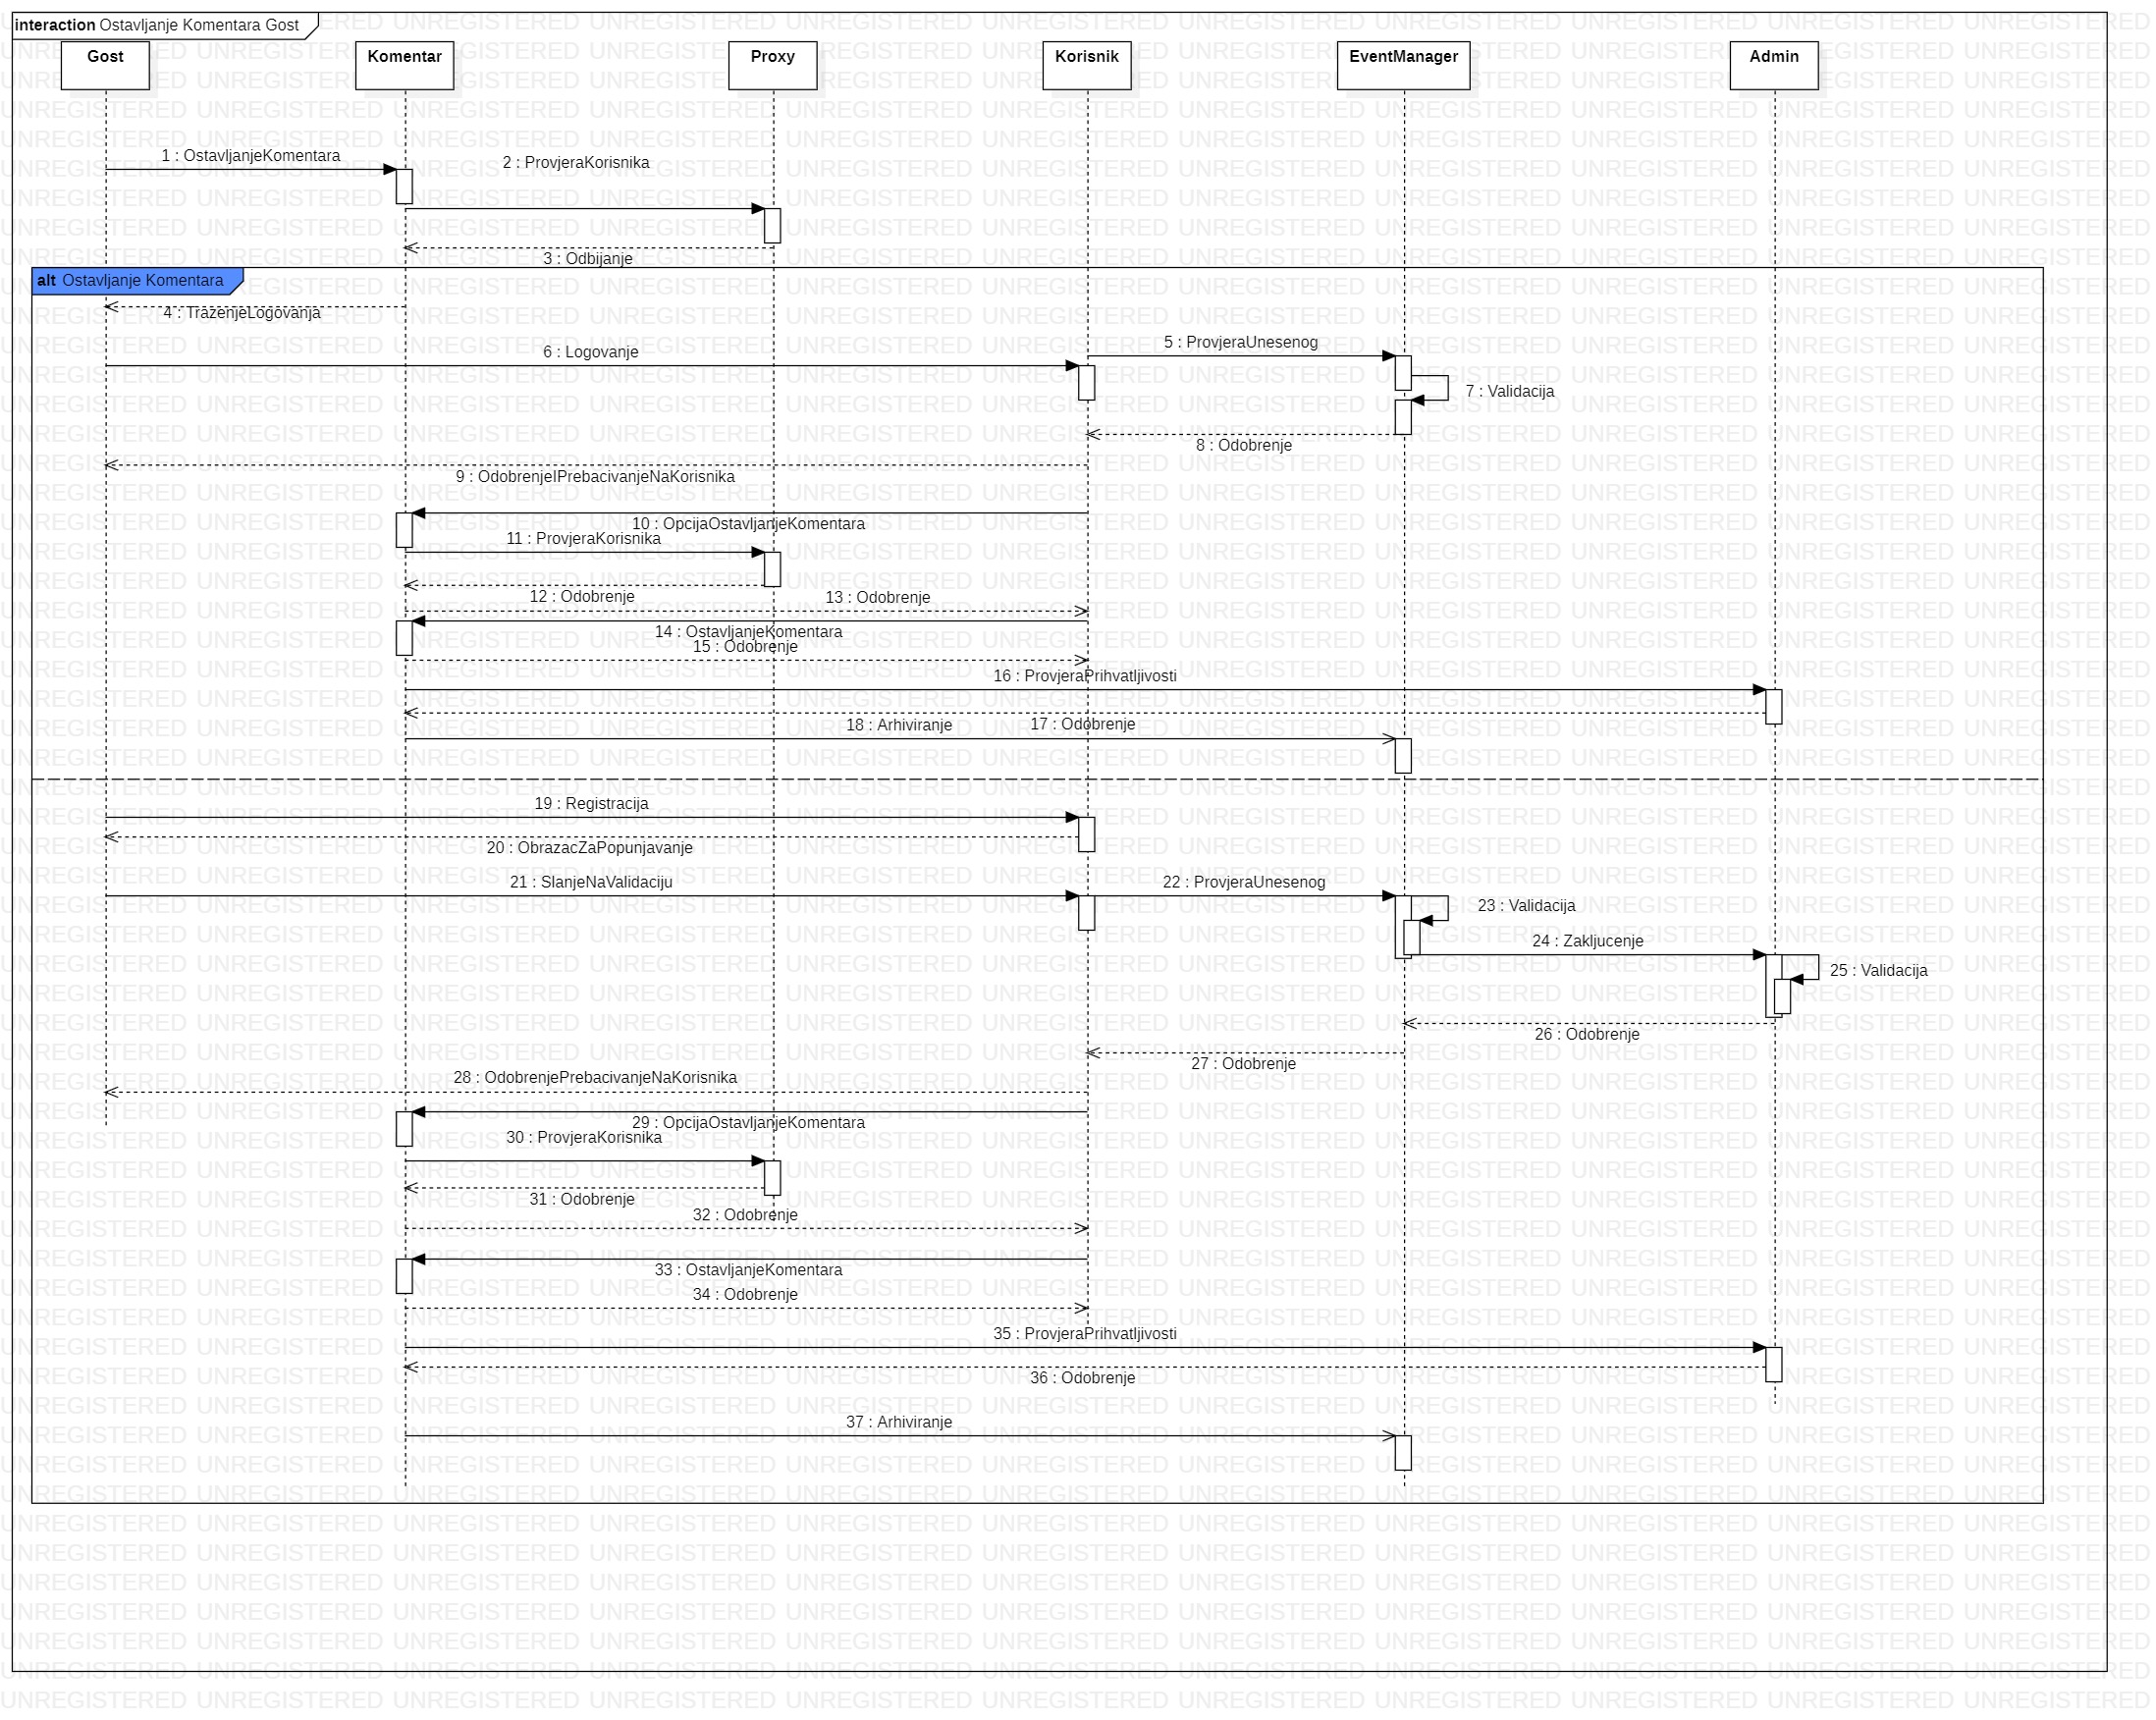 interaction Ostavljanje Komentara Gost
Gost
Komentar
Proxy
Korisnik
EventManager
Admin
1 : OstavljanjeKomentara
2 : ProvjeraKorisnika
3 : Odbijanje
alt Ostavljanje Komentara
4 : TrazenjeLogovanja
5 : ProvjeraUnesenog
6 : Logovanje
7 : Validacija
8 : Odobrenje
9 : OdobrenjeIPrebacivanjeNaKorisnika
10 : OpcijaOstavljanjeKomentara
11 : ProvjeraKorisnika
12 : Odobrenje
13 : Odobrenje
14 : OstavljanjeKomentara
15 : Odobrenje
16 : ProvjeraPrihvatljivosti
18 : Arhiviranje
17 : Odobrenje
19 : Registracija
20 : ObrazacZaPopunjavanje
21 : SlanjeNaValidaciju
22 : ProvjeraUnesenog
23 : Validacija
24 : Zakljucenje
25 : Validacija
26 : Odobrenje
27 : Odobrenje
28 : OdobrenjePrebacivanjeNaKorisnika
29 : OpcijaOstavljanjeKomentara
30 : ProvjeraKorisnika
31 : Odobrenje
32 : Odobrenje
33 : OstavljanjeKomentara
34 : Odobrenje
35 : ProvjeraPrihvatljivosti
36 : Odobrenje
37 : Arhiviranje
UNREGISTERED